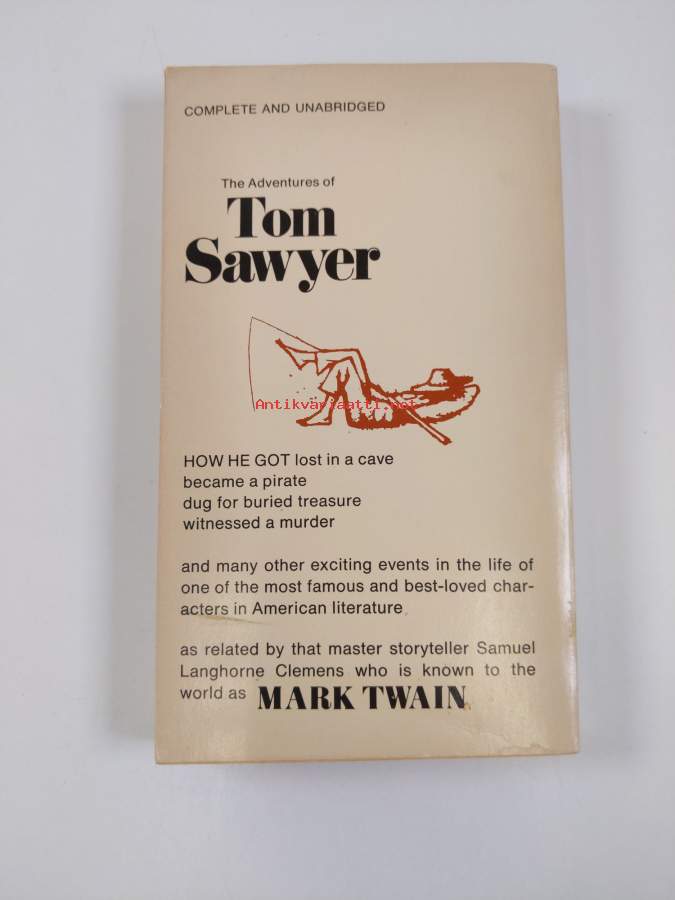 COMPLETE AND UNABRIDGED
The Adventures of
Tom
Sawyer
Antikvariaatti.net
HOW HE GOT lost in a cave
became a pirate
dug for buried treasure
witnessed a murder
and many other exciting events in the life of
one of the most famous and best-loved char-
acters in American literature
as related by that master storyteller Samuel
Langhorne Clemens who is known to the
world as MARK TWAIN